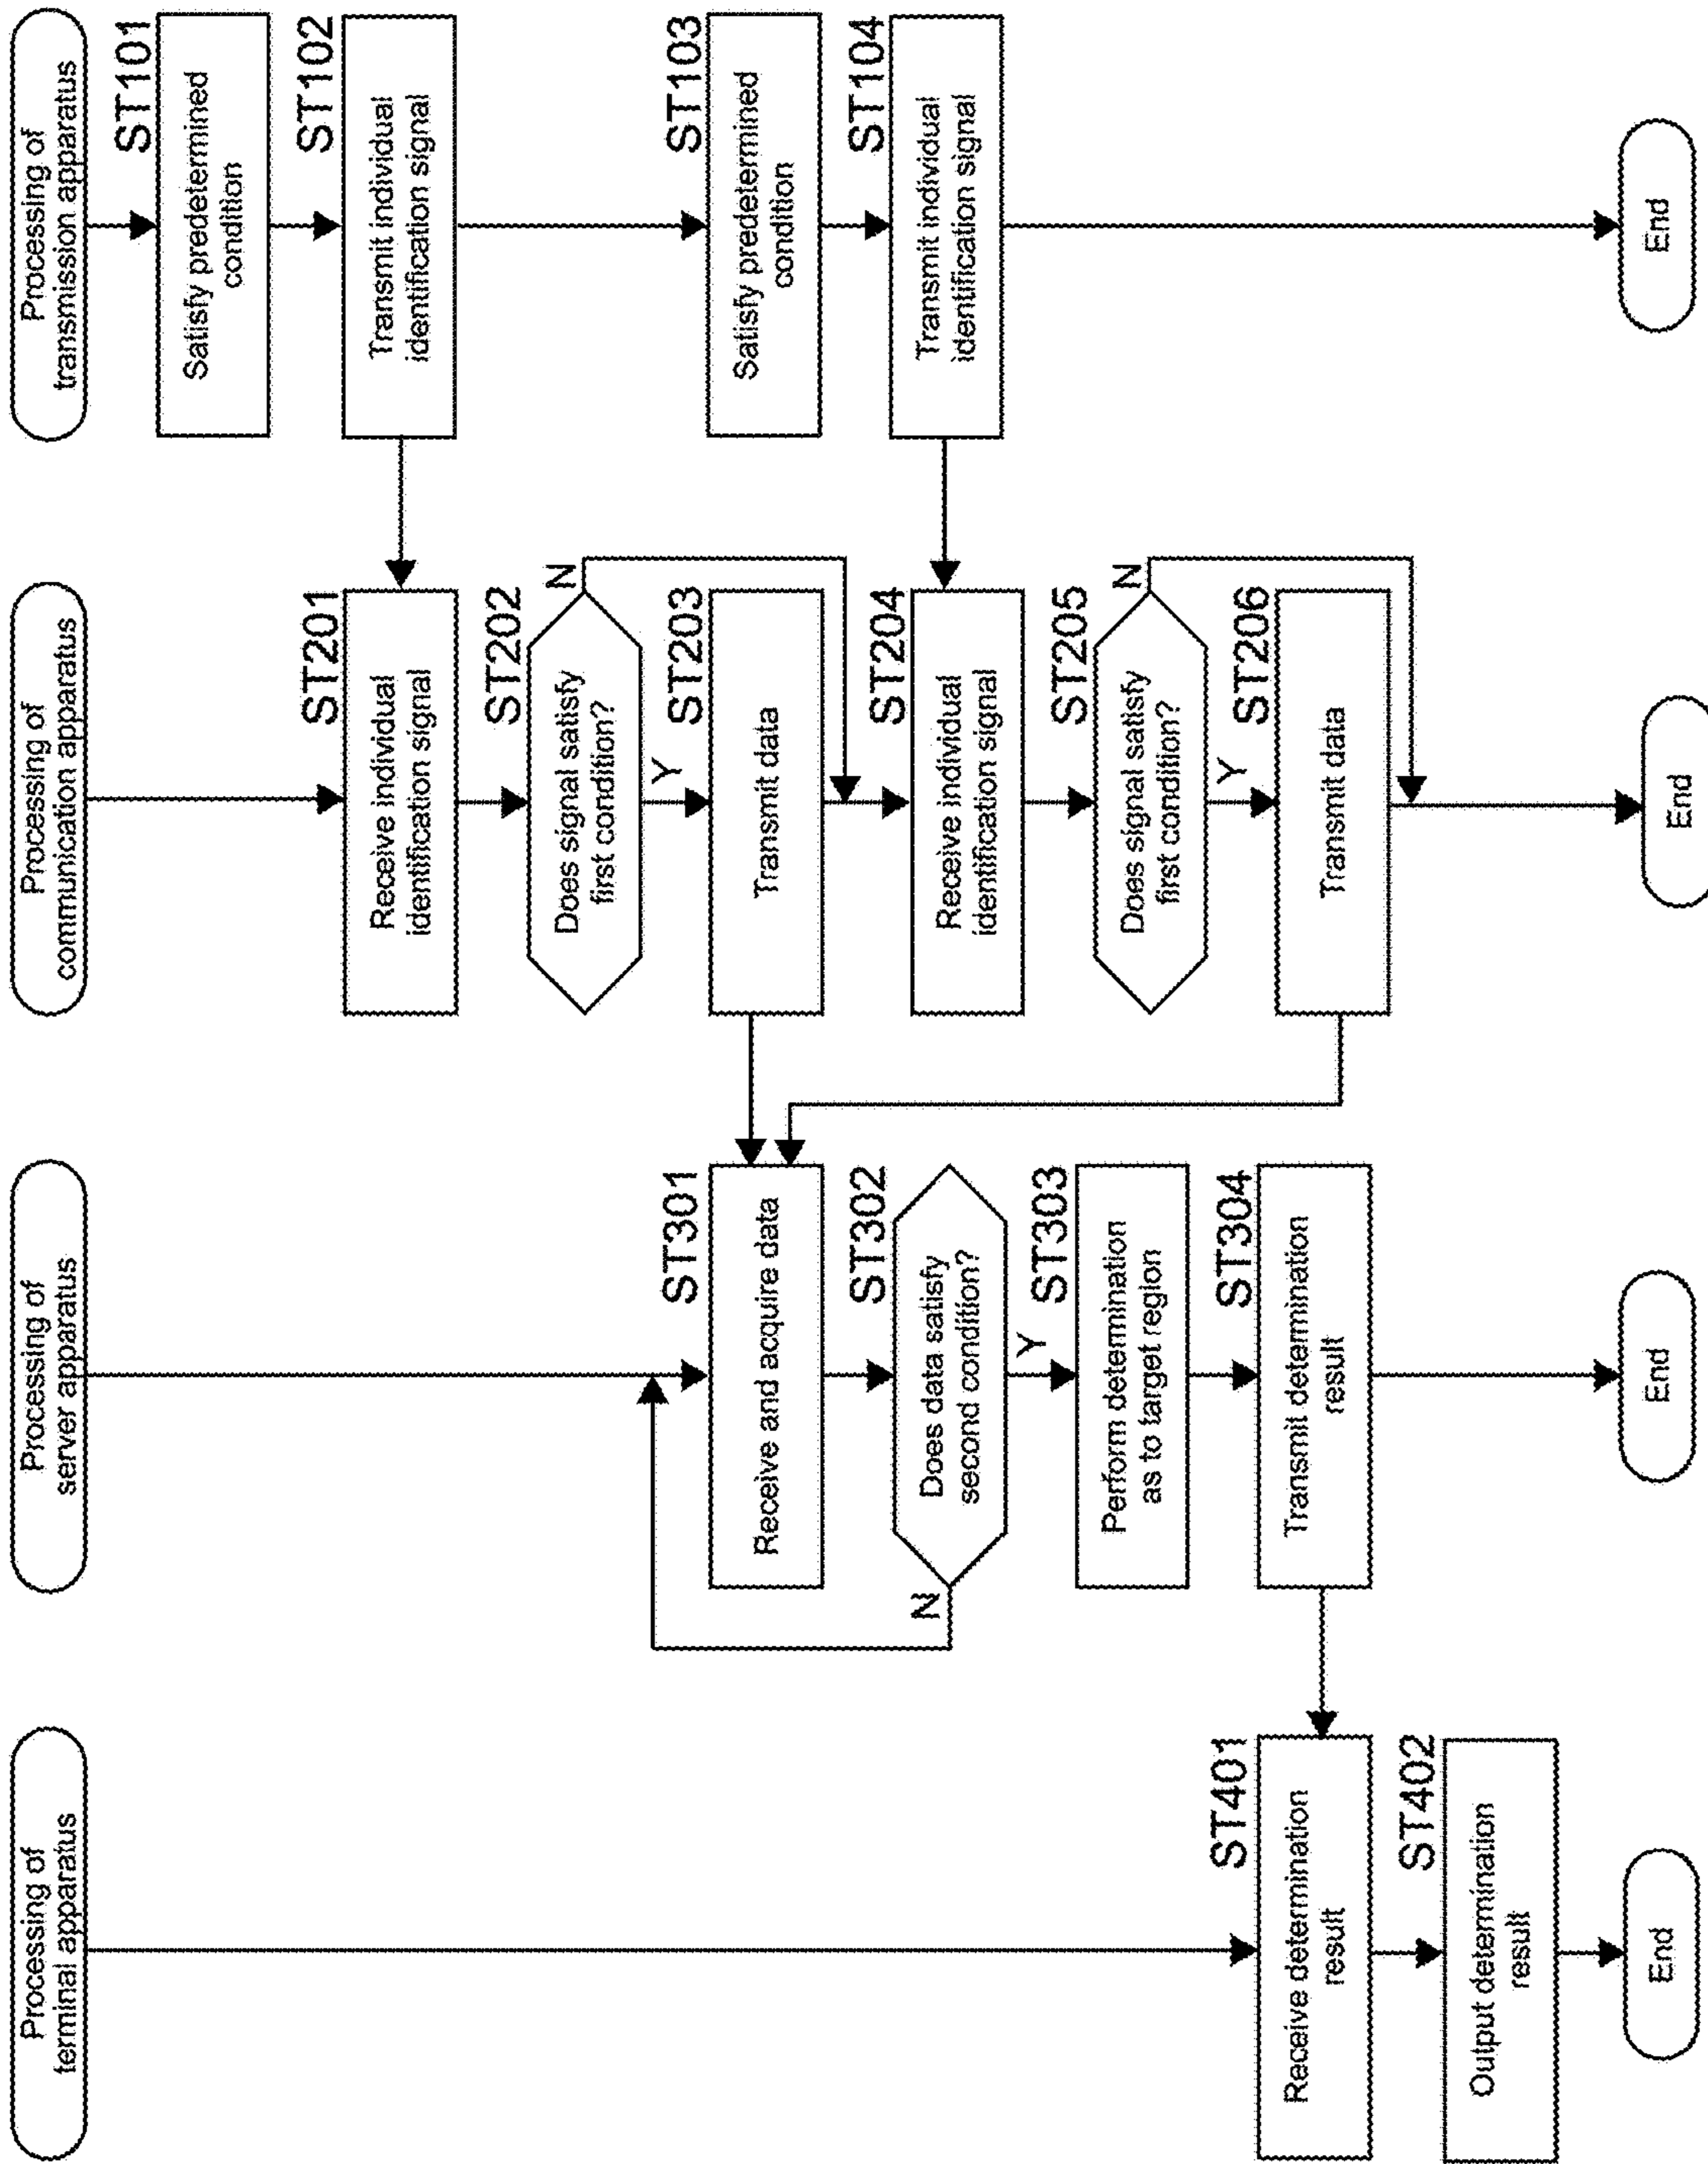 Processing of
terminal apparatus
ST401
Receive determination
result
ST402
Output determination
result
End
Processing of
server apparatus
ST301
Receive and acquire data
ST302
Does data satisfy
second condition?
N
Y
ST303
Perform determination
as to target region
ST304
Transmit determination
result
End
Processing of
communication apparatus
ST201
Receive individual
identification signal
ST202
Does signal satisfy
first condition?
N
Y
ST203
Transmit data
ST204
Receive individual
identification signal
ST205
Does signal satisfy
first condition?
N
Y
ST206
Transmit data
End
Processing of
transmission apparatus
ST101
Satisfy predetermined
condition
ST102
Transmit individual
identification signal
ST103
Satisfy predetermined
condition
ST104
Transmit individual
identification signal
End